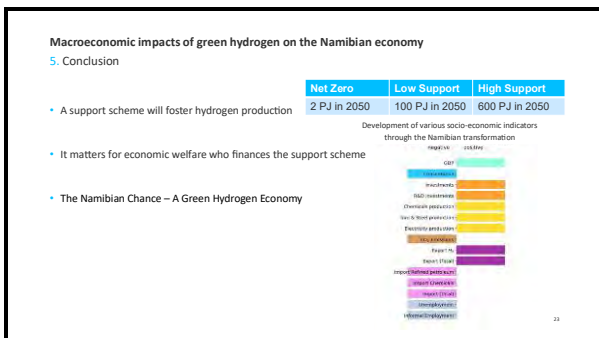 Macroeconomic impacts of green hydrogen on the Namibian economy
5. Conclusion
Net Zero Low Support High Support
2 PJ in 2050 100 PJ in 2050 600 PJ in 2050
• A support scheme will foster hydrogen production
Development of various socio-economic indicators
through the Namibian transformation
negative positive
• It matters for economic welfare who finances the support scheme
• The Namibian Chance – A Green Hydrogen Economy
GDP
Investments
R&D investments
Chemicals production
Iron & Steel production
Electricity production
Export H₂
Export (Total)
Import Refined petroleum
Import Chemicals
Import (Total)
Unemployment
Informal Employment
23